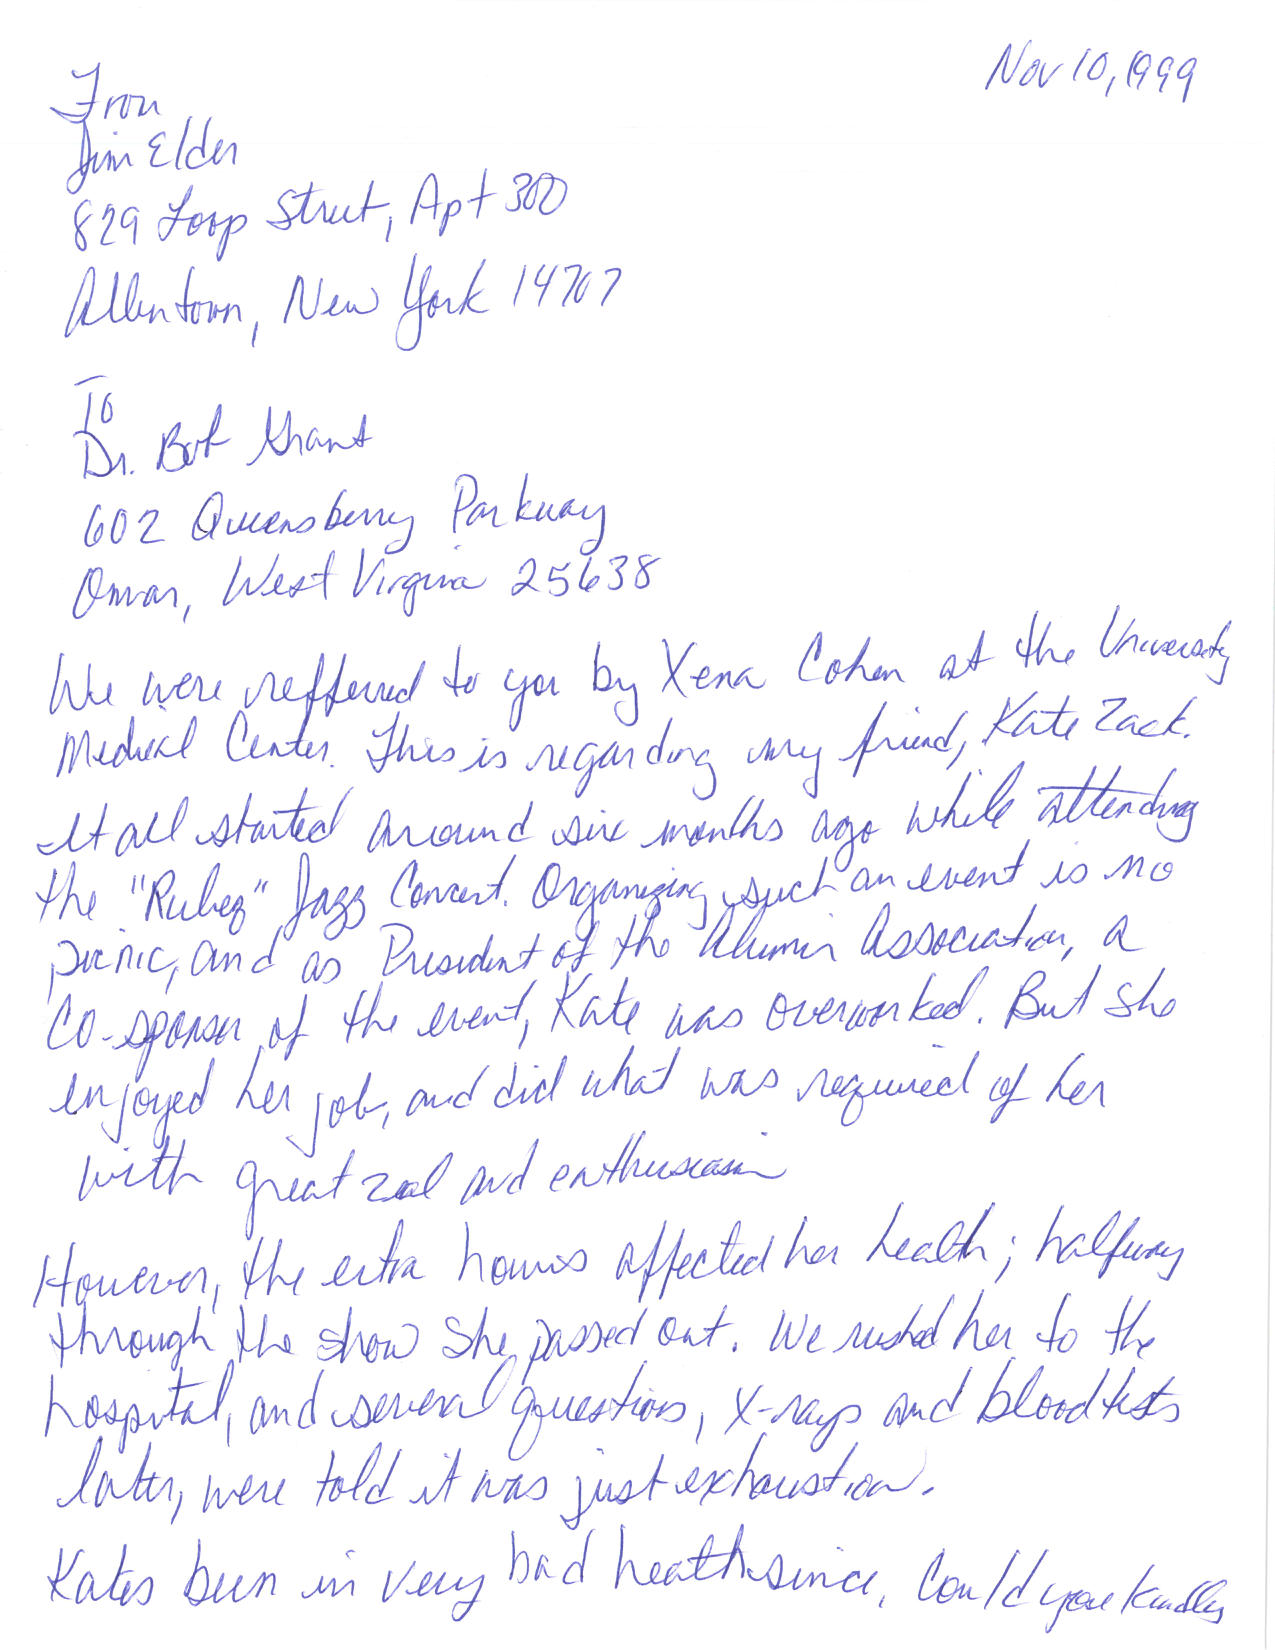 Nov 10, 1999
From
Jim Elder
829 Loop Street, Apt 300
Allentown, New York 14707
To
Dr. Bob Grant
602 Queensberry Parkway
Omar, West Virginia 25638
We were reffered to you by Xena Cohen at the University
Medical Center. This is regarding my friend, Kate Zack.
It all started around six months ago while attending
the "Rubeq" Jazz Concert. Organizing such an event is no
picnic, and as President of the Alumni Association, a
co-sponsor of the event, Kate was overworked. But she
enjoyed her job, and did what was required of her
with great zeal and enthusiasm
However, the extra hours affected her health; halfway
through the show she passed out. We rushed her to the
hospital, and several questions, x-rays and blood tests
later, were told it was just exhaustion.
Kates been in very bad health since. Could you kindly